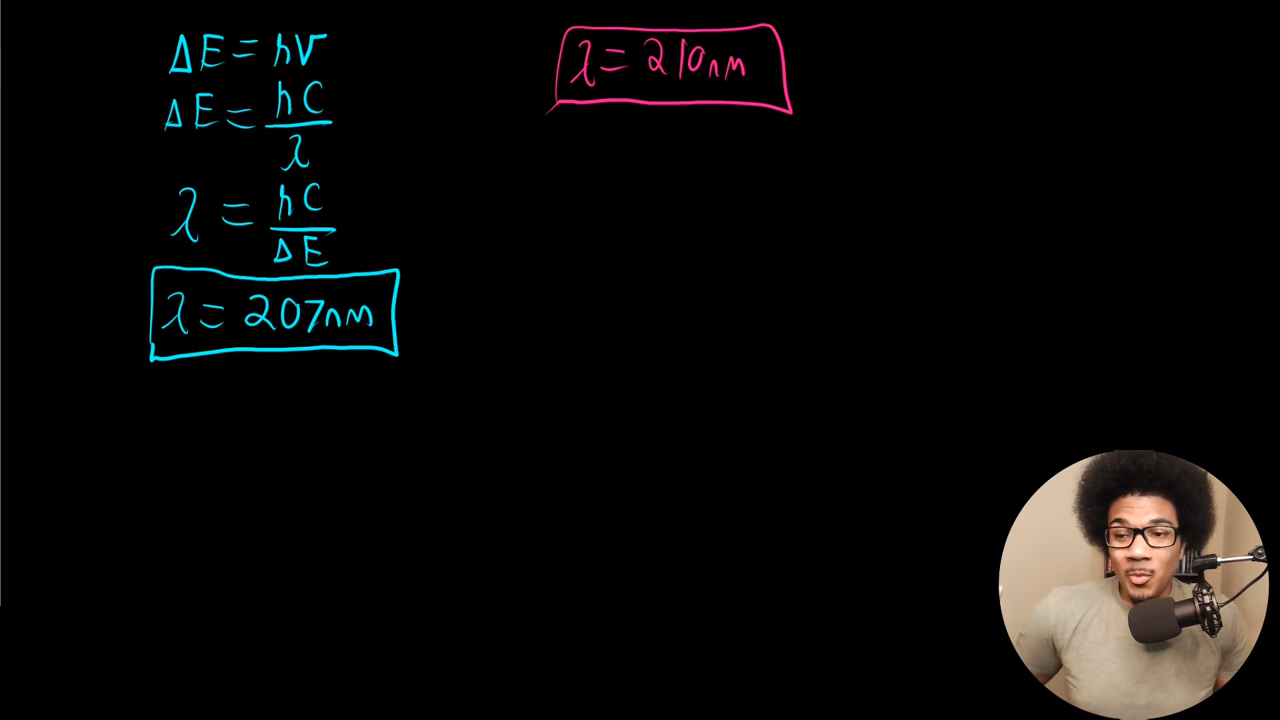 ΔE = hν
ΔE = hC/λ
λ = hC/ΔE
λ = 207nm
λ = 210nm